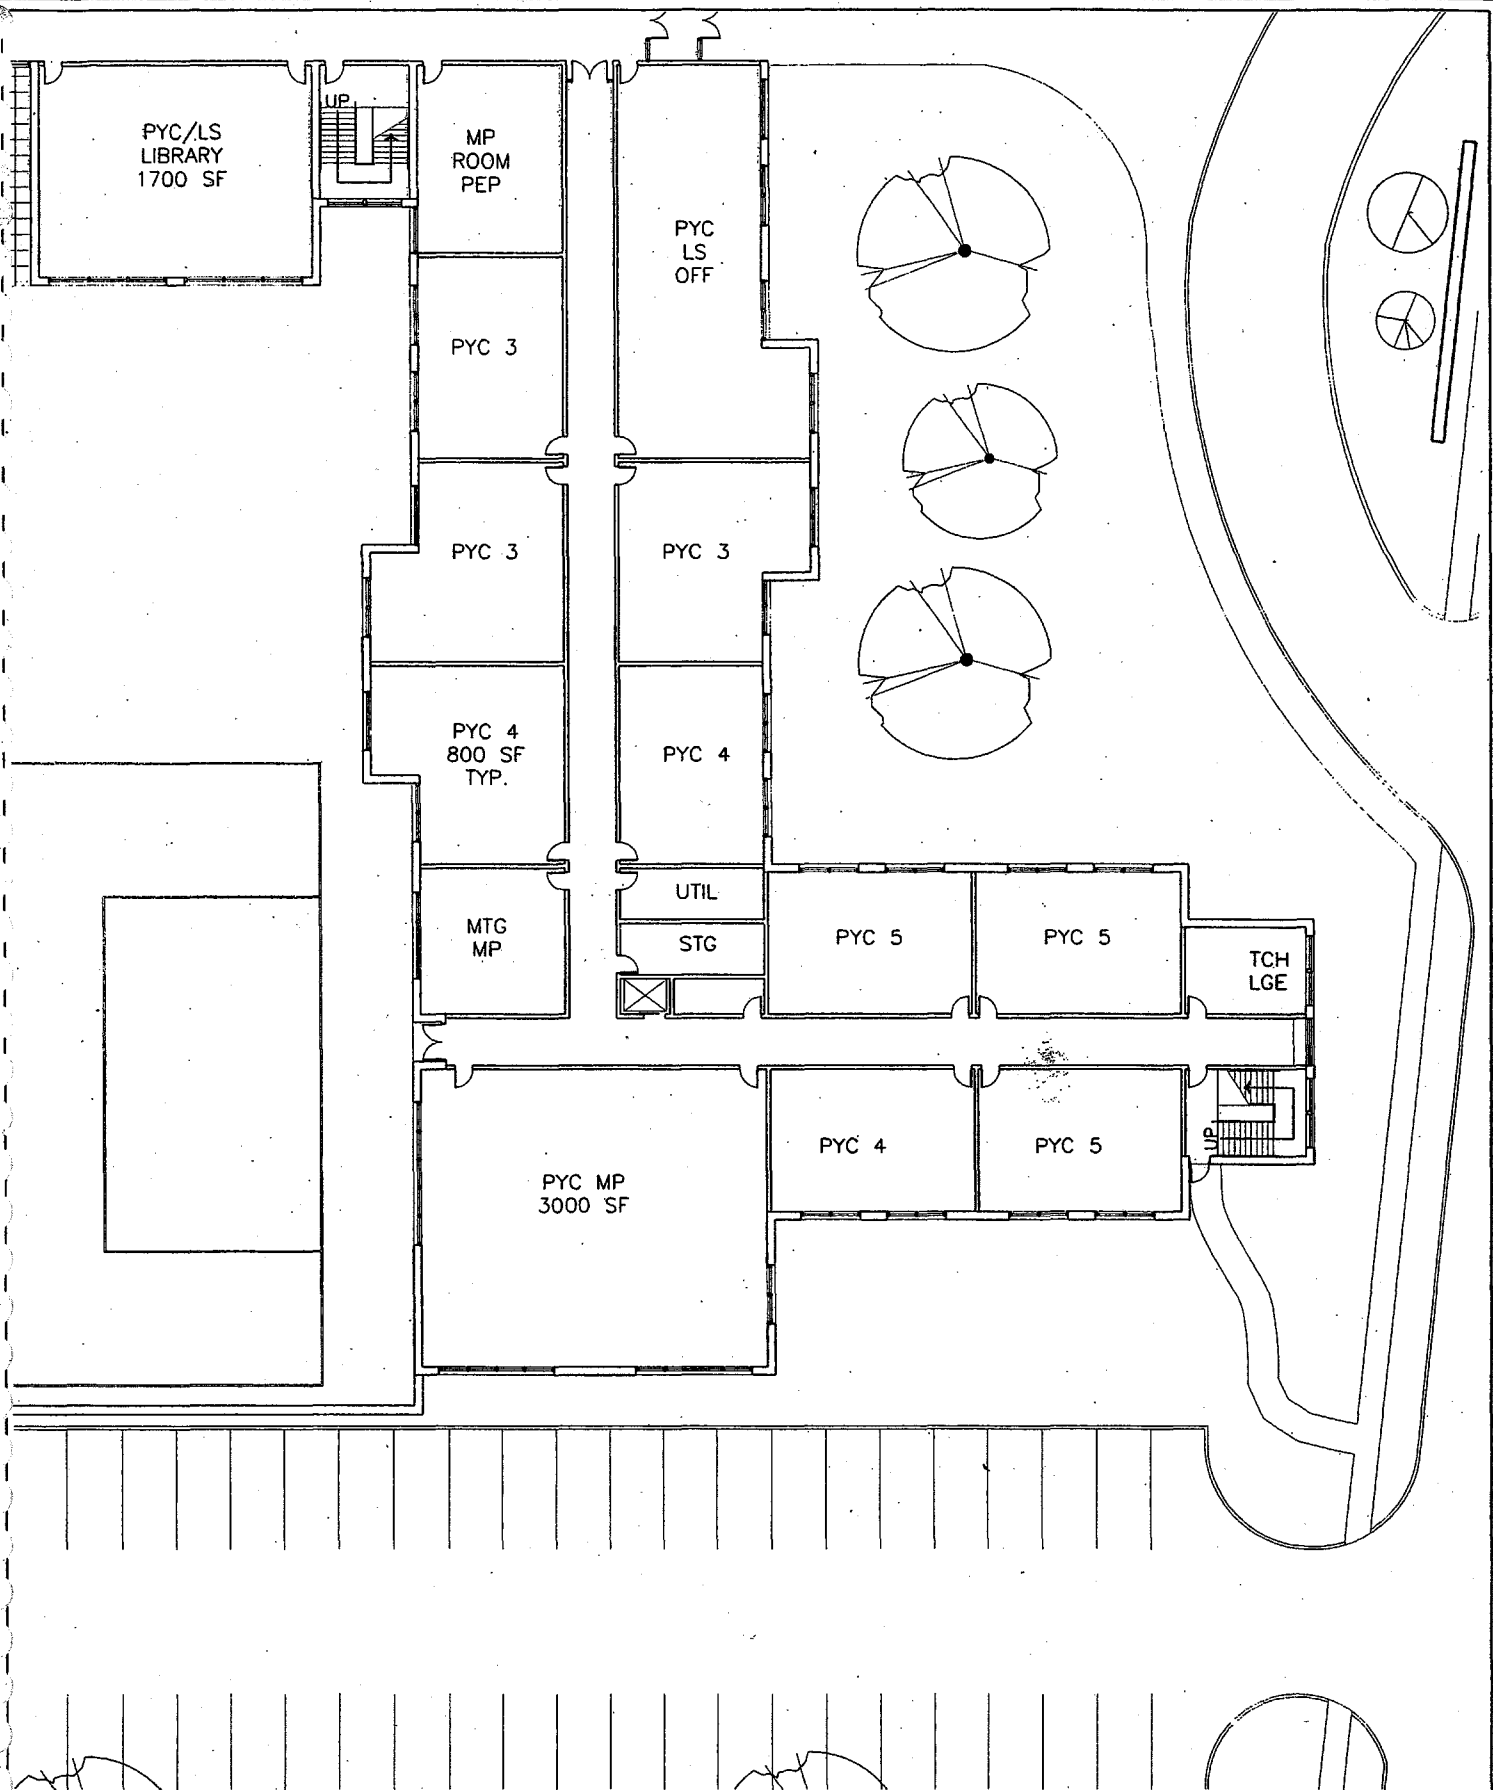 PYC/LS
LIBRARY
1700 SF
UP
MP
ROOM
PEP
PYC
LS
OFF
PYC 3
PYC 3
PYC 3
PYC 4
800 SF
TYP.
PYC 4
MTG
MP
UTIL
STG
PYC 5
PYC 5
TCH
LGE
PYC MP
3000 SF
PYC 4
PYC 5
UP